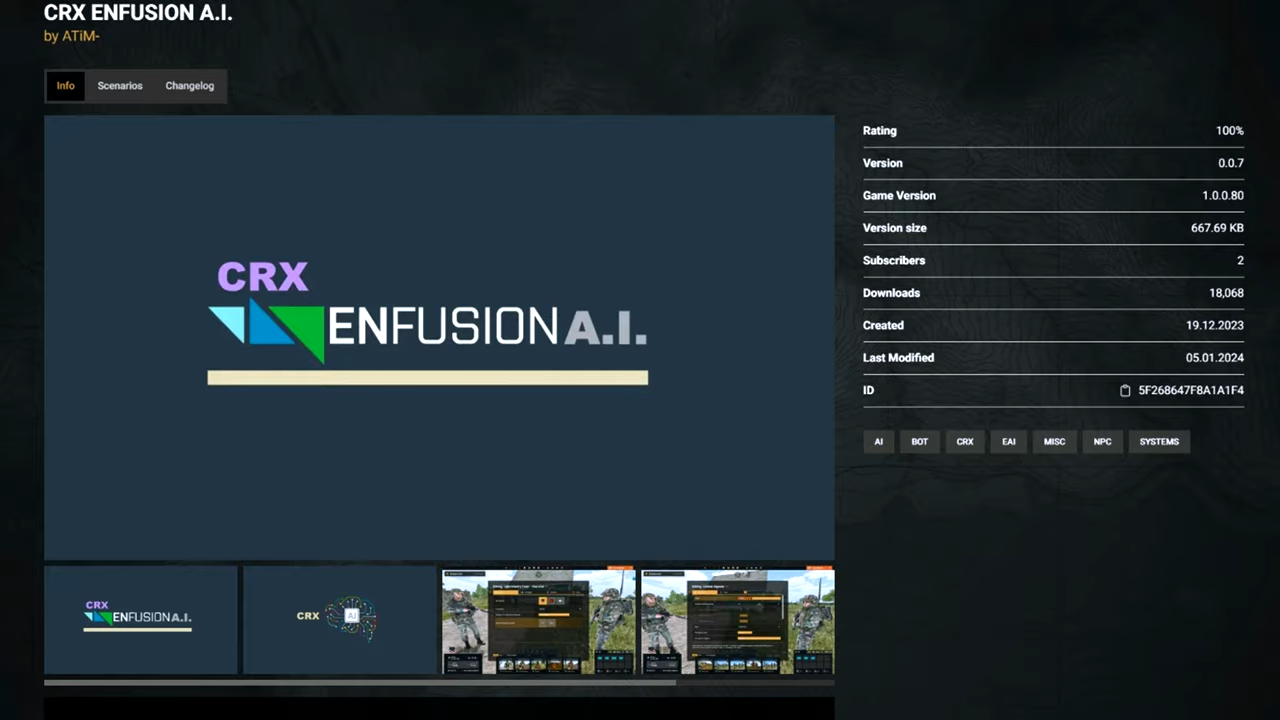 CRX ENFUSION A.I.
by ATiM-
Info Scenarios Changelog
CRX
ENFUSION A.I.
Rating 100%
Version 0.0.7
Game Version 1.0.0.80
Version size 667.69 KB
Subscribers 2
Downloads 18,068
Created 19.12.2023
Last Modified 05.01.2024
ID 5F268647F8A1A1F4
AI BOT CRX EAI MISC NPC SYSTEMS
CRX
ENFUSION A.I.
CRX AI